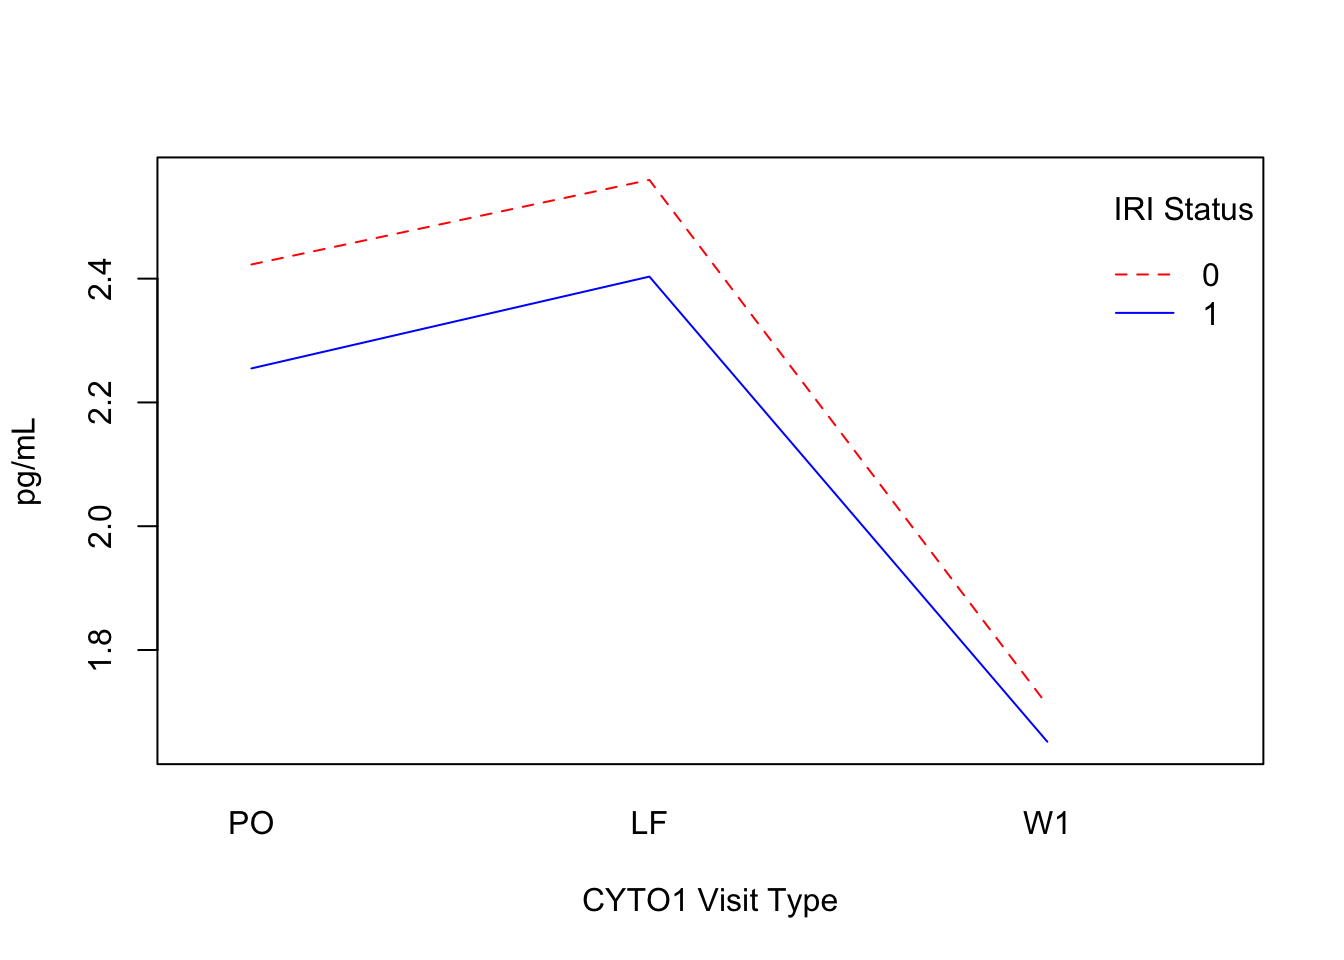 IRI Status
0
1
2.4
2.2
2.0
1.8
pg/mL
PO LF W1
CYTO1 Visit Type